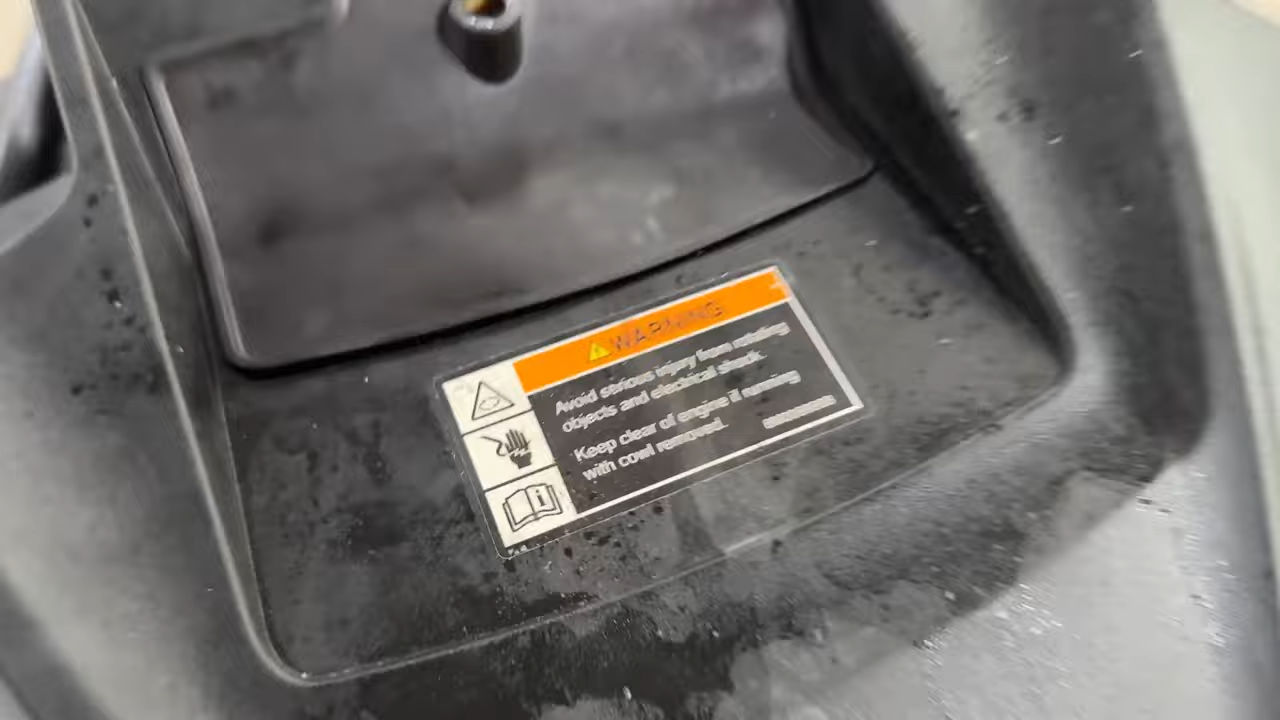 WARNING
Avoid serious injury from rotating
objects and electrical shock.
Keep clear of engine if running
with cowl removed.